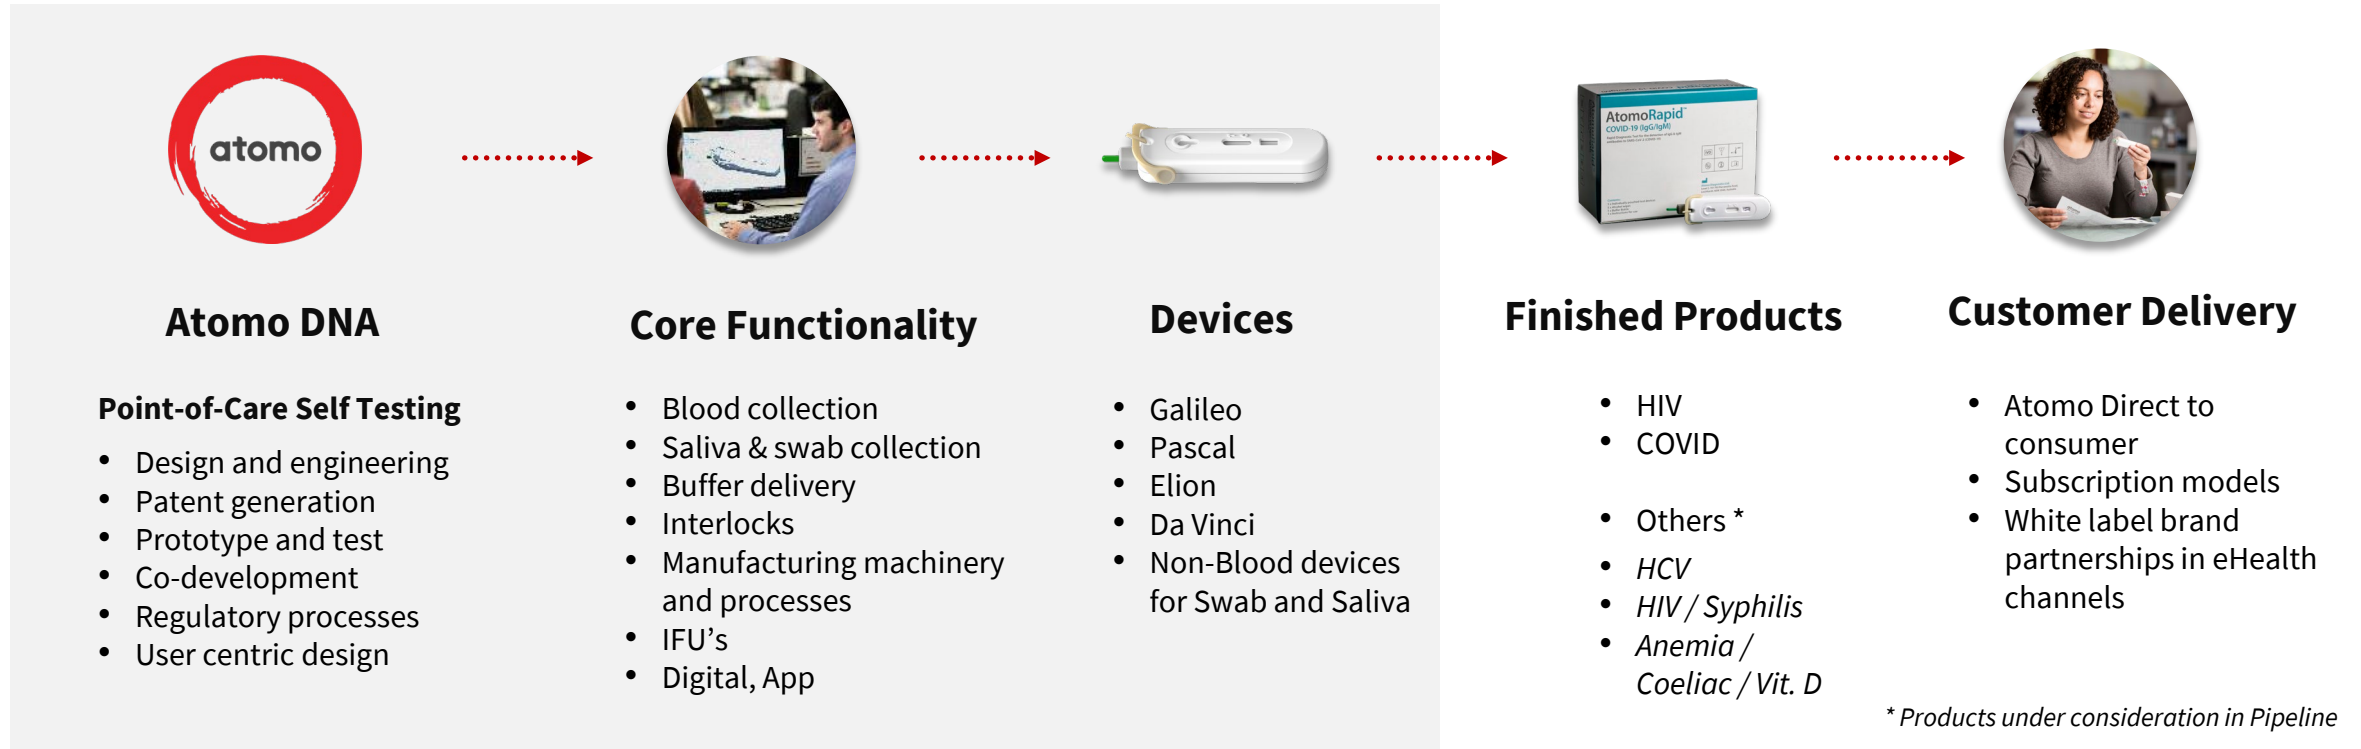 atomo
AtomoRapid™
COVID-19 (IgG/IgM)
Atomo DNA
Point-of-Care Self Testing
• Design and engineering
• Patent generation
• Prototype and test
• Co-development
• Regulatory processes
• User centric design
Core Functionality
• Blood collection
• Saliva & swab collection
• Buffer delivery
• Interlocks
• Manufacturing machinery
and processes
• IFU’s
• Digital, App
Devices
• Galileo
• Pascal
• Elion
• Da Vinci
• Non-Blood devices
for Swab and Saliva
Finished Products
• HIV
• COVID
• Others *
• HCV
• HIV / Syphilis
• Anemia /
Coeliac / Vit. D
Customer Delivery
• Atomo Direct to
consumer
• Subscription models
• White label brand
partnerships in eHealth
channels
* Products under consideration in Pipeline